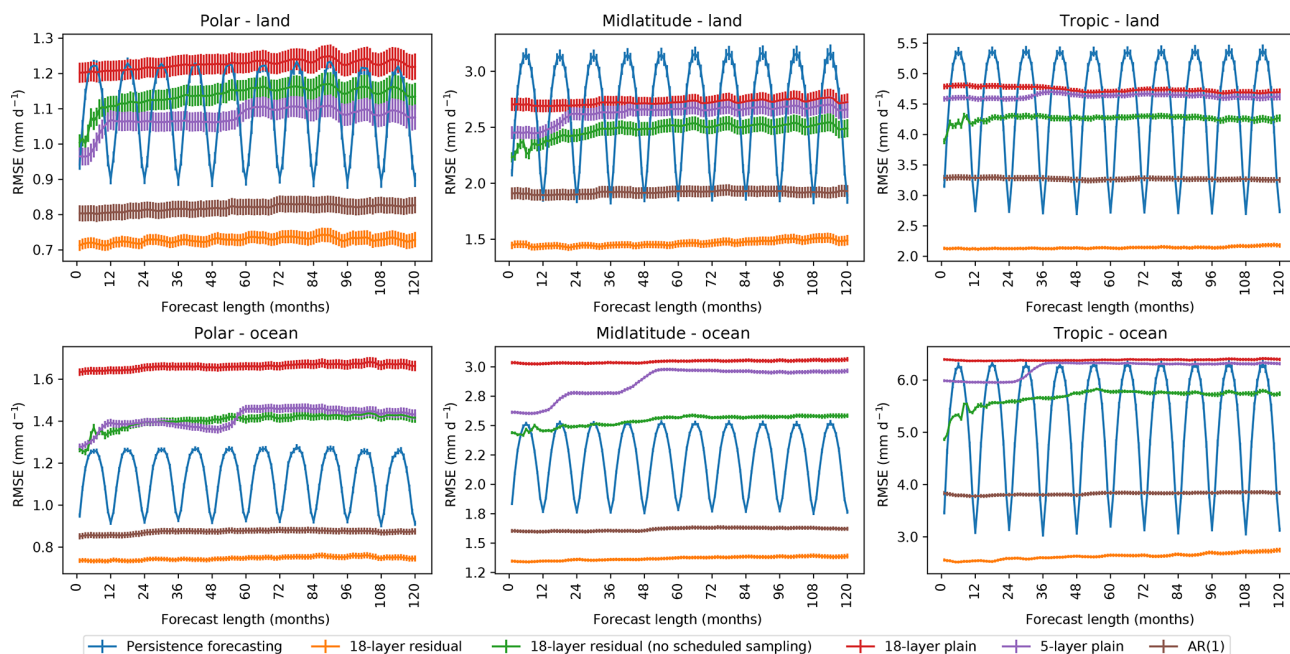 Polar - land
Midlatitude - land
Tropic - land
RMSE (mm d⁻¹)
1.3
1.2
1.1
1.0
0.9
0.8
0.7
0 12 24 36 48 60 72 84 96 108 120
Forecast length (months)
RMSE (mm d⁻¹)
3.0
2.5
2.0
1.5
0 12 24 36 48 60 72 84 96 108 120
Forecast length (months)
RMSE (mm d⁻¹)
5.5
5.0
4.5
4.0
3.5
3.0
2.5
2.0
0 12 24 36 48 60 72 84 96 108 120
Forecast length (months)
Polar - ocean
Midlatitude - ocean
Tropic - ocean
RMSE (mm d⁻¹)
1.6
1.4
1.2
1.0
0.8
0 12 24 36 48 60 72 84 96 108 120
Forecast length (months)
RMSE (mm d⁻¹)
3.0
2.8
2.5
2.2
2.0
1.8
1.5
1.2
0 12 24 36 48 60 72 84 96 108 120
Forecast length (months)
RMSE (mm d⁻¹)
6.0
5.0
4.0
3.0
0 12 24 36 48 60 72 84 96 108 120
Forecast length (months)
Persistence forecasting
18-layer residual
18-layer residual (no scheduled sampling)
18-layer plain
5-layer plain
AR(1)